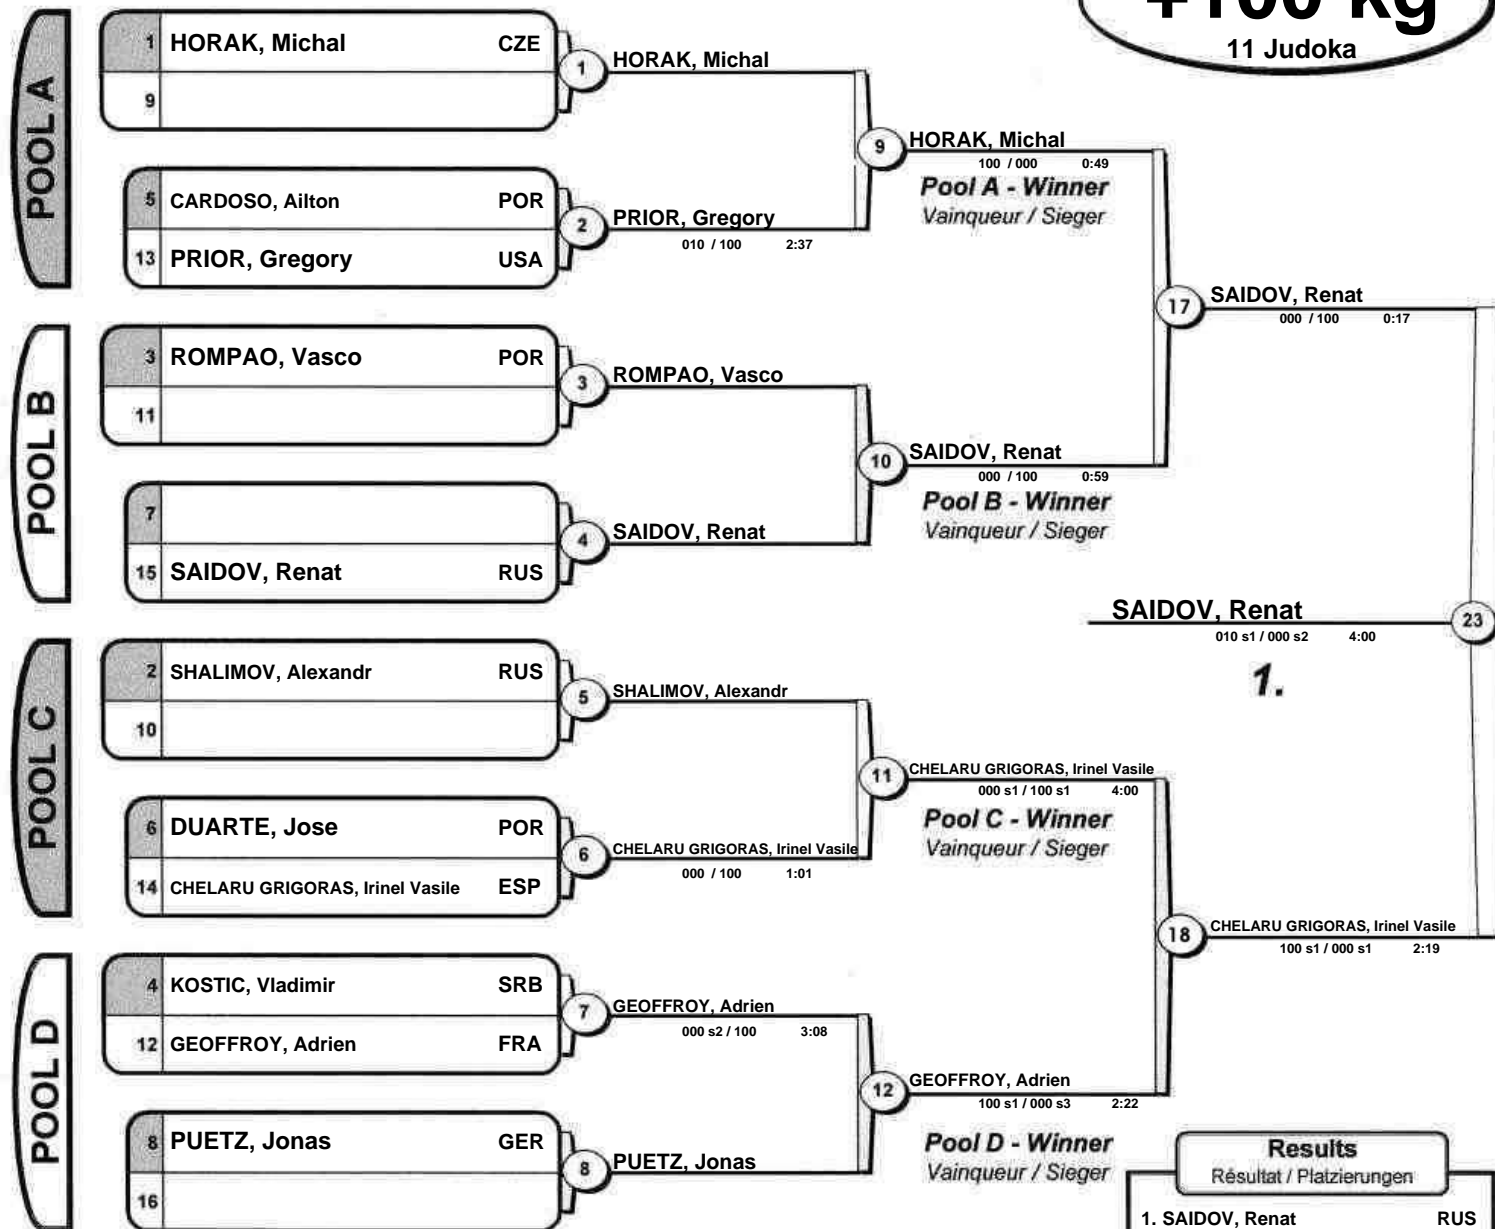 +100 kg
11 Judoka
POOL A
1 HORAK, Michal CZE
9
1 HORAK, Michal
5 CARDOSO, Ailton POR
13 PRIOR, Gregory USA
2 PRIOR, Gregory
010 / 100 2:37
9 HORAK, Michal
100 / 000 0:49
Pool A - Winner
Vainqueur / Sieger
POOL B
3 ROMPAO, Vasco POR
11
3 ROMPAO, Vasco
7
15 SAIDOV, Renat RUS
4 SAIDOV, Renat
10 SAIDOV, Renat
000 / 100 0:59
Pool B - Winner
Vainqueur / Sieger
17 SAIDOV, Renat
000 / 100 0:17
SAIDOV, Renat 23
010 s1 / 000 s2 4:00
1.
POOL C
2 SHALIMOV, Alexandr RUS
10
5 SHALIMOV, Alexandr
6 DUARTE, Jose POR
14 CHELARU GRIGORAS, Irinel Vasile ESP
6 CHELARU GRIGORAS, Irinel Vasile
000 / 100 1:01
11 CHELARU GRIGORAS, Irinel Vasile
000 s1 / 100 s1 4:00
Pool C - Winner
Vainqueur / Sieger
POOL D
4 KOSTIC, Vladimir SRB
12 GEOFFROY, Adrien FRA
7 GEOFFROY, Adrien
000 s2 / 100 3:08
8 PUETZ, Jonas GER
16
8 PUETZ, Jonas
12 GEOFFROY, Adrien
100 s1 / 000 s3 2:22
Pool D - Winner
Vainqueur / Sieger
18 CHELARU GRIGORAS, Irinel Vasile
100 s1 / 000 s1 2:19
Results
Résultat / Platzierungen
1. SAIDOV, Renat RUS